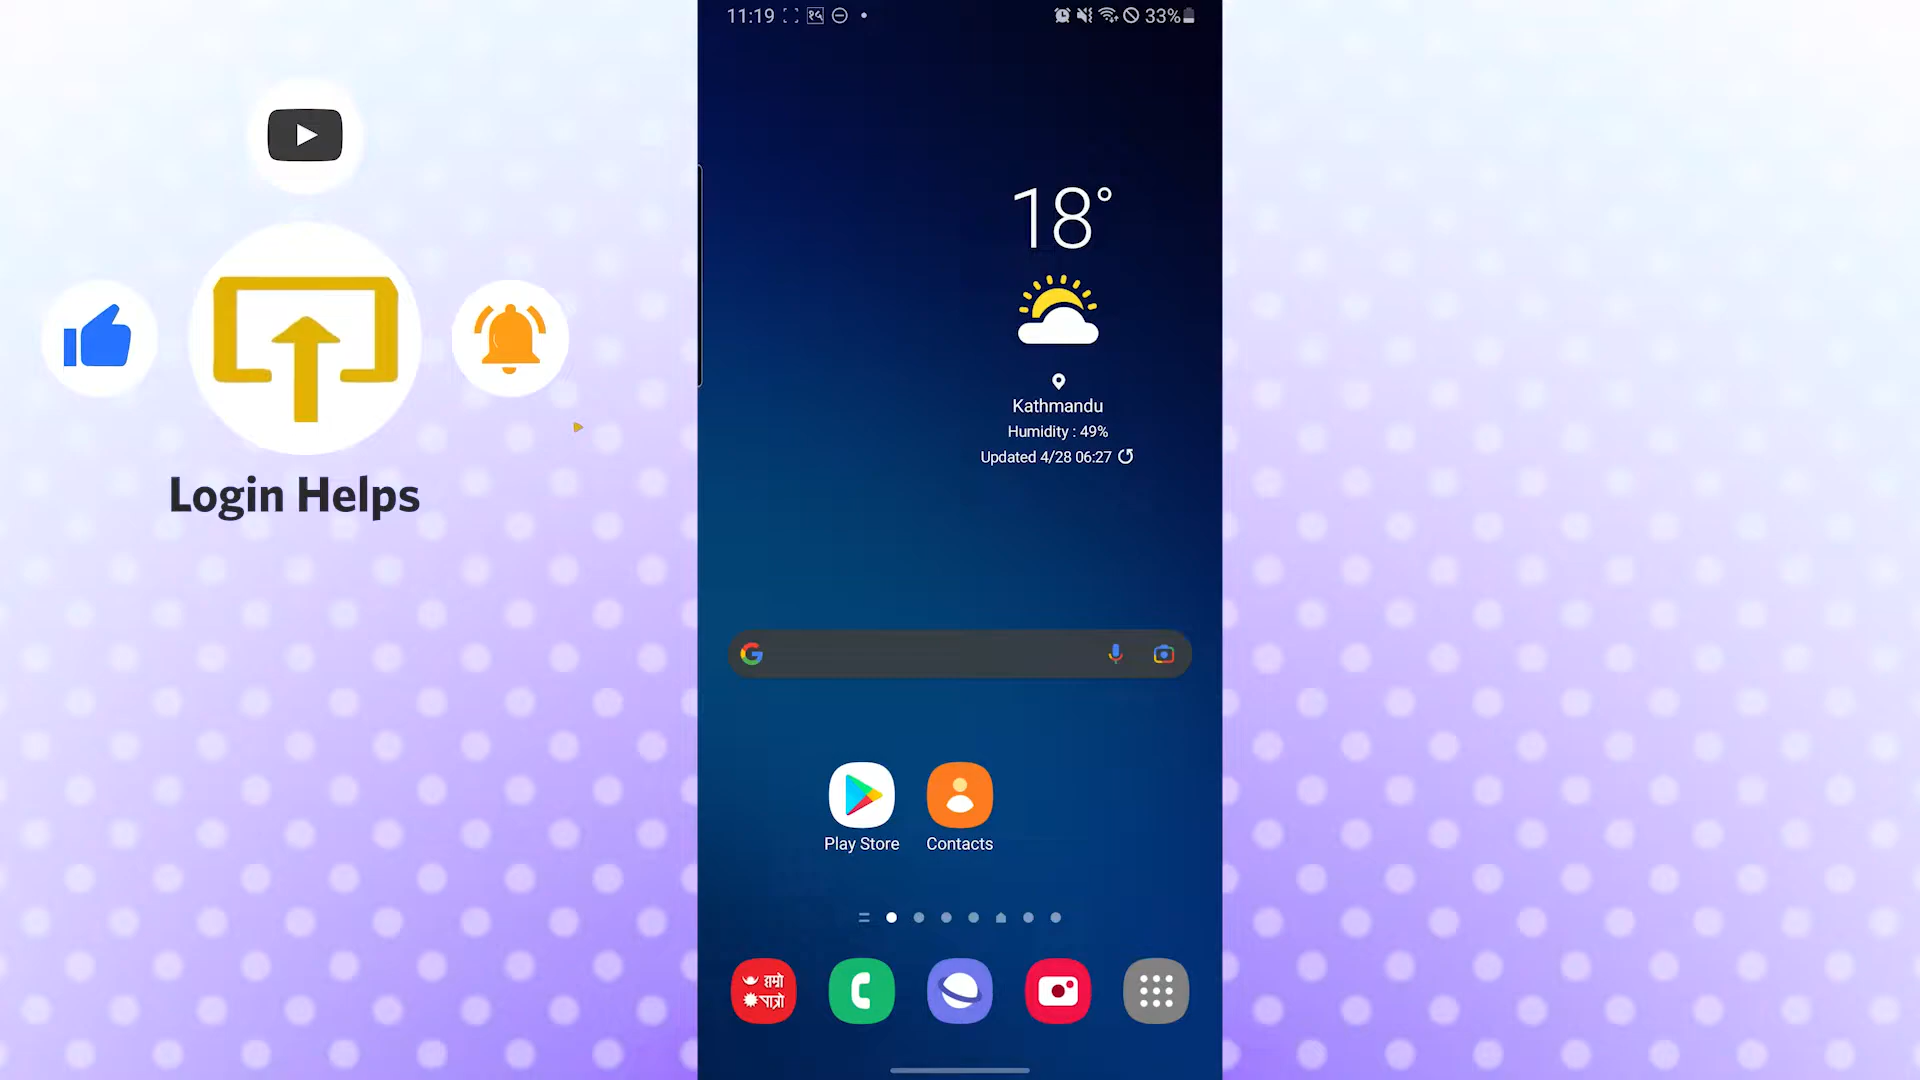 11:19
33%
18°
Kathmandu
Humidity : 49%
Updated 4/28 06:27
Login Helps
Play Store
Contacts
हाम्रो
पात्रो